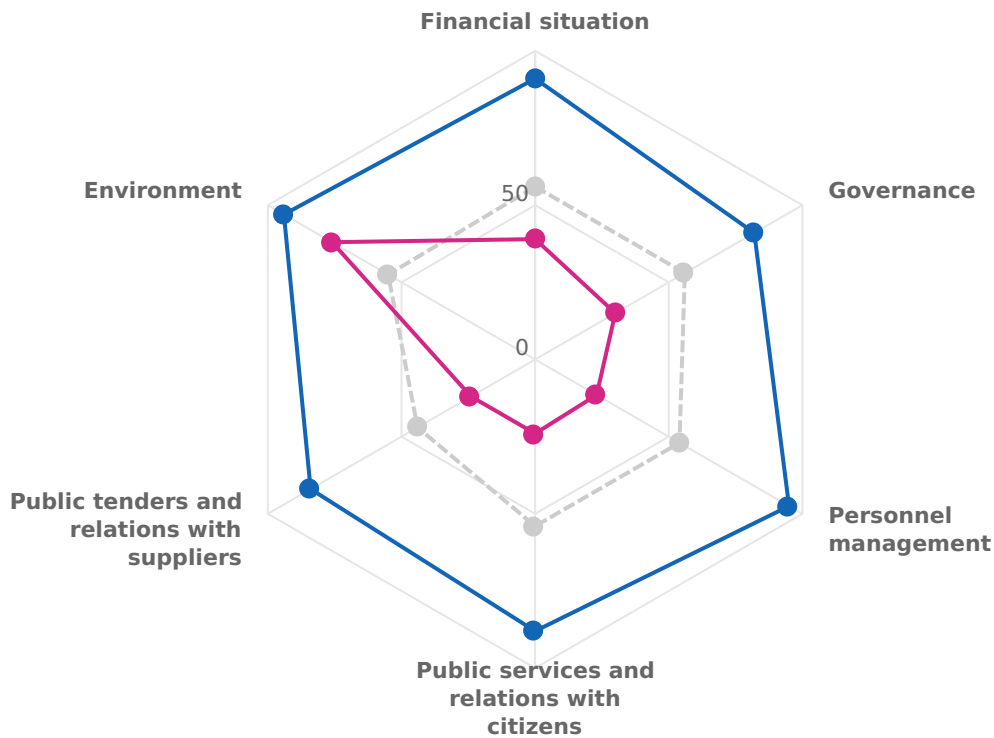 Financial situation
Environment
50
Governance
0
Public tenders and
relations with
suppliers
Personnel
management
Public services and
relations with
citizens